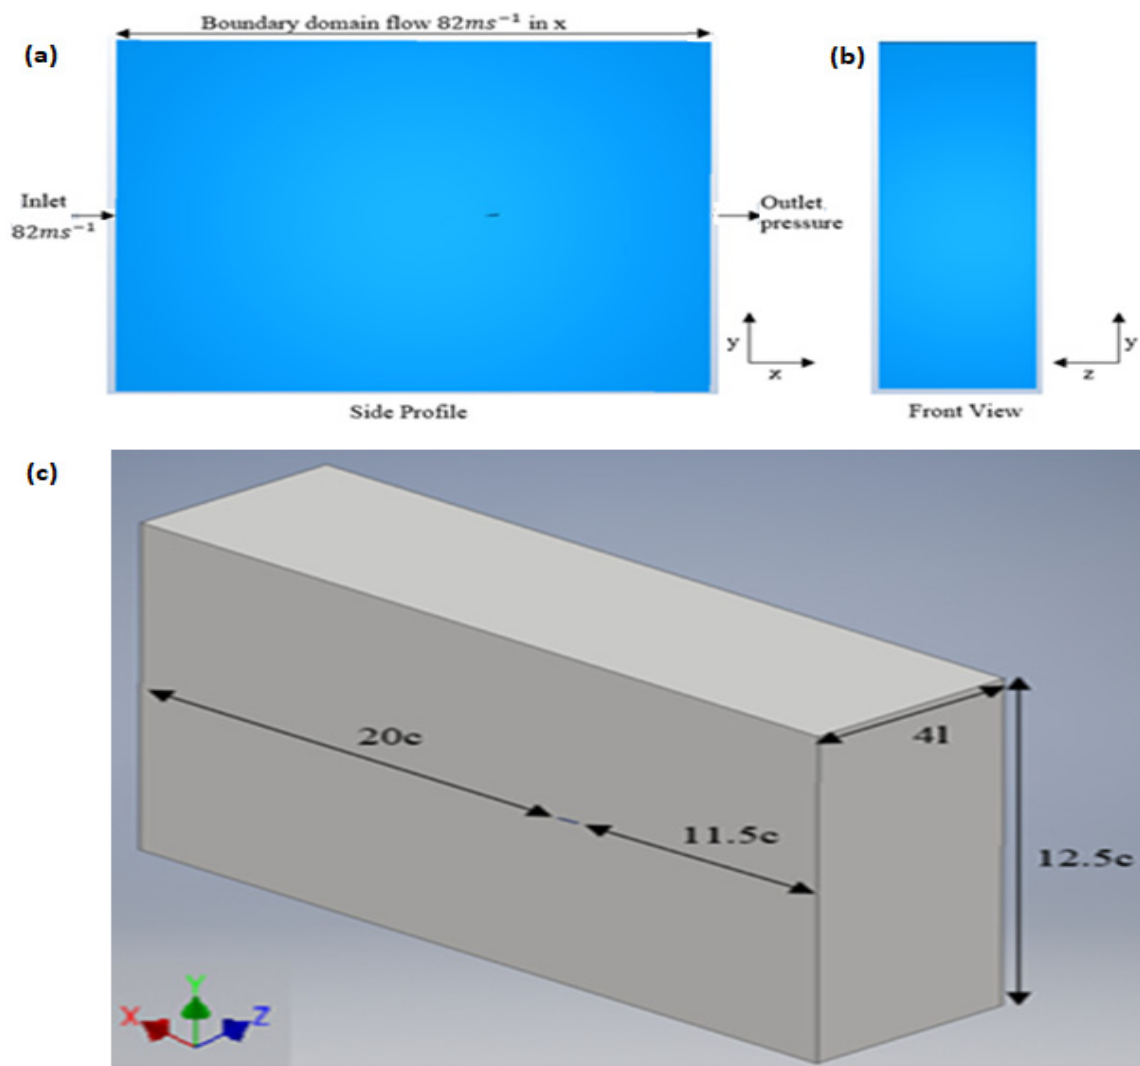 Boundary domain flow 82ms⁻¹ in x
(a)
(b)
Inlet
82ms⁻¹
Outlet
pressure
y
x
y
z
Side Profile
Front View
(c)
20c
4l
11.5c
12.5c
Y
X
Z